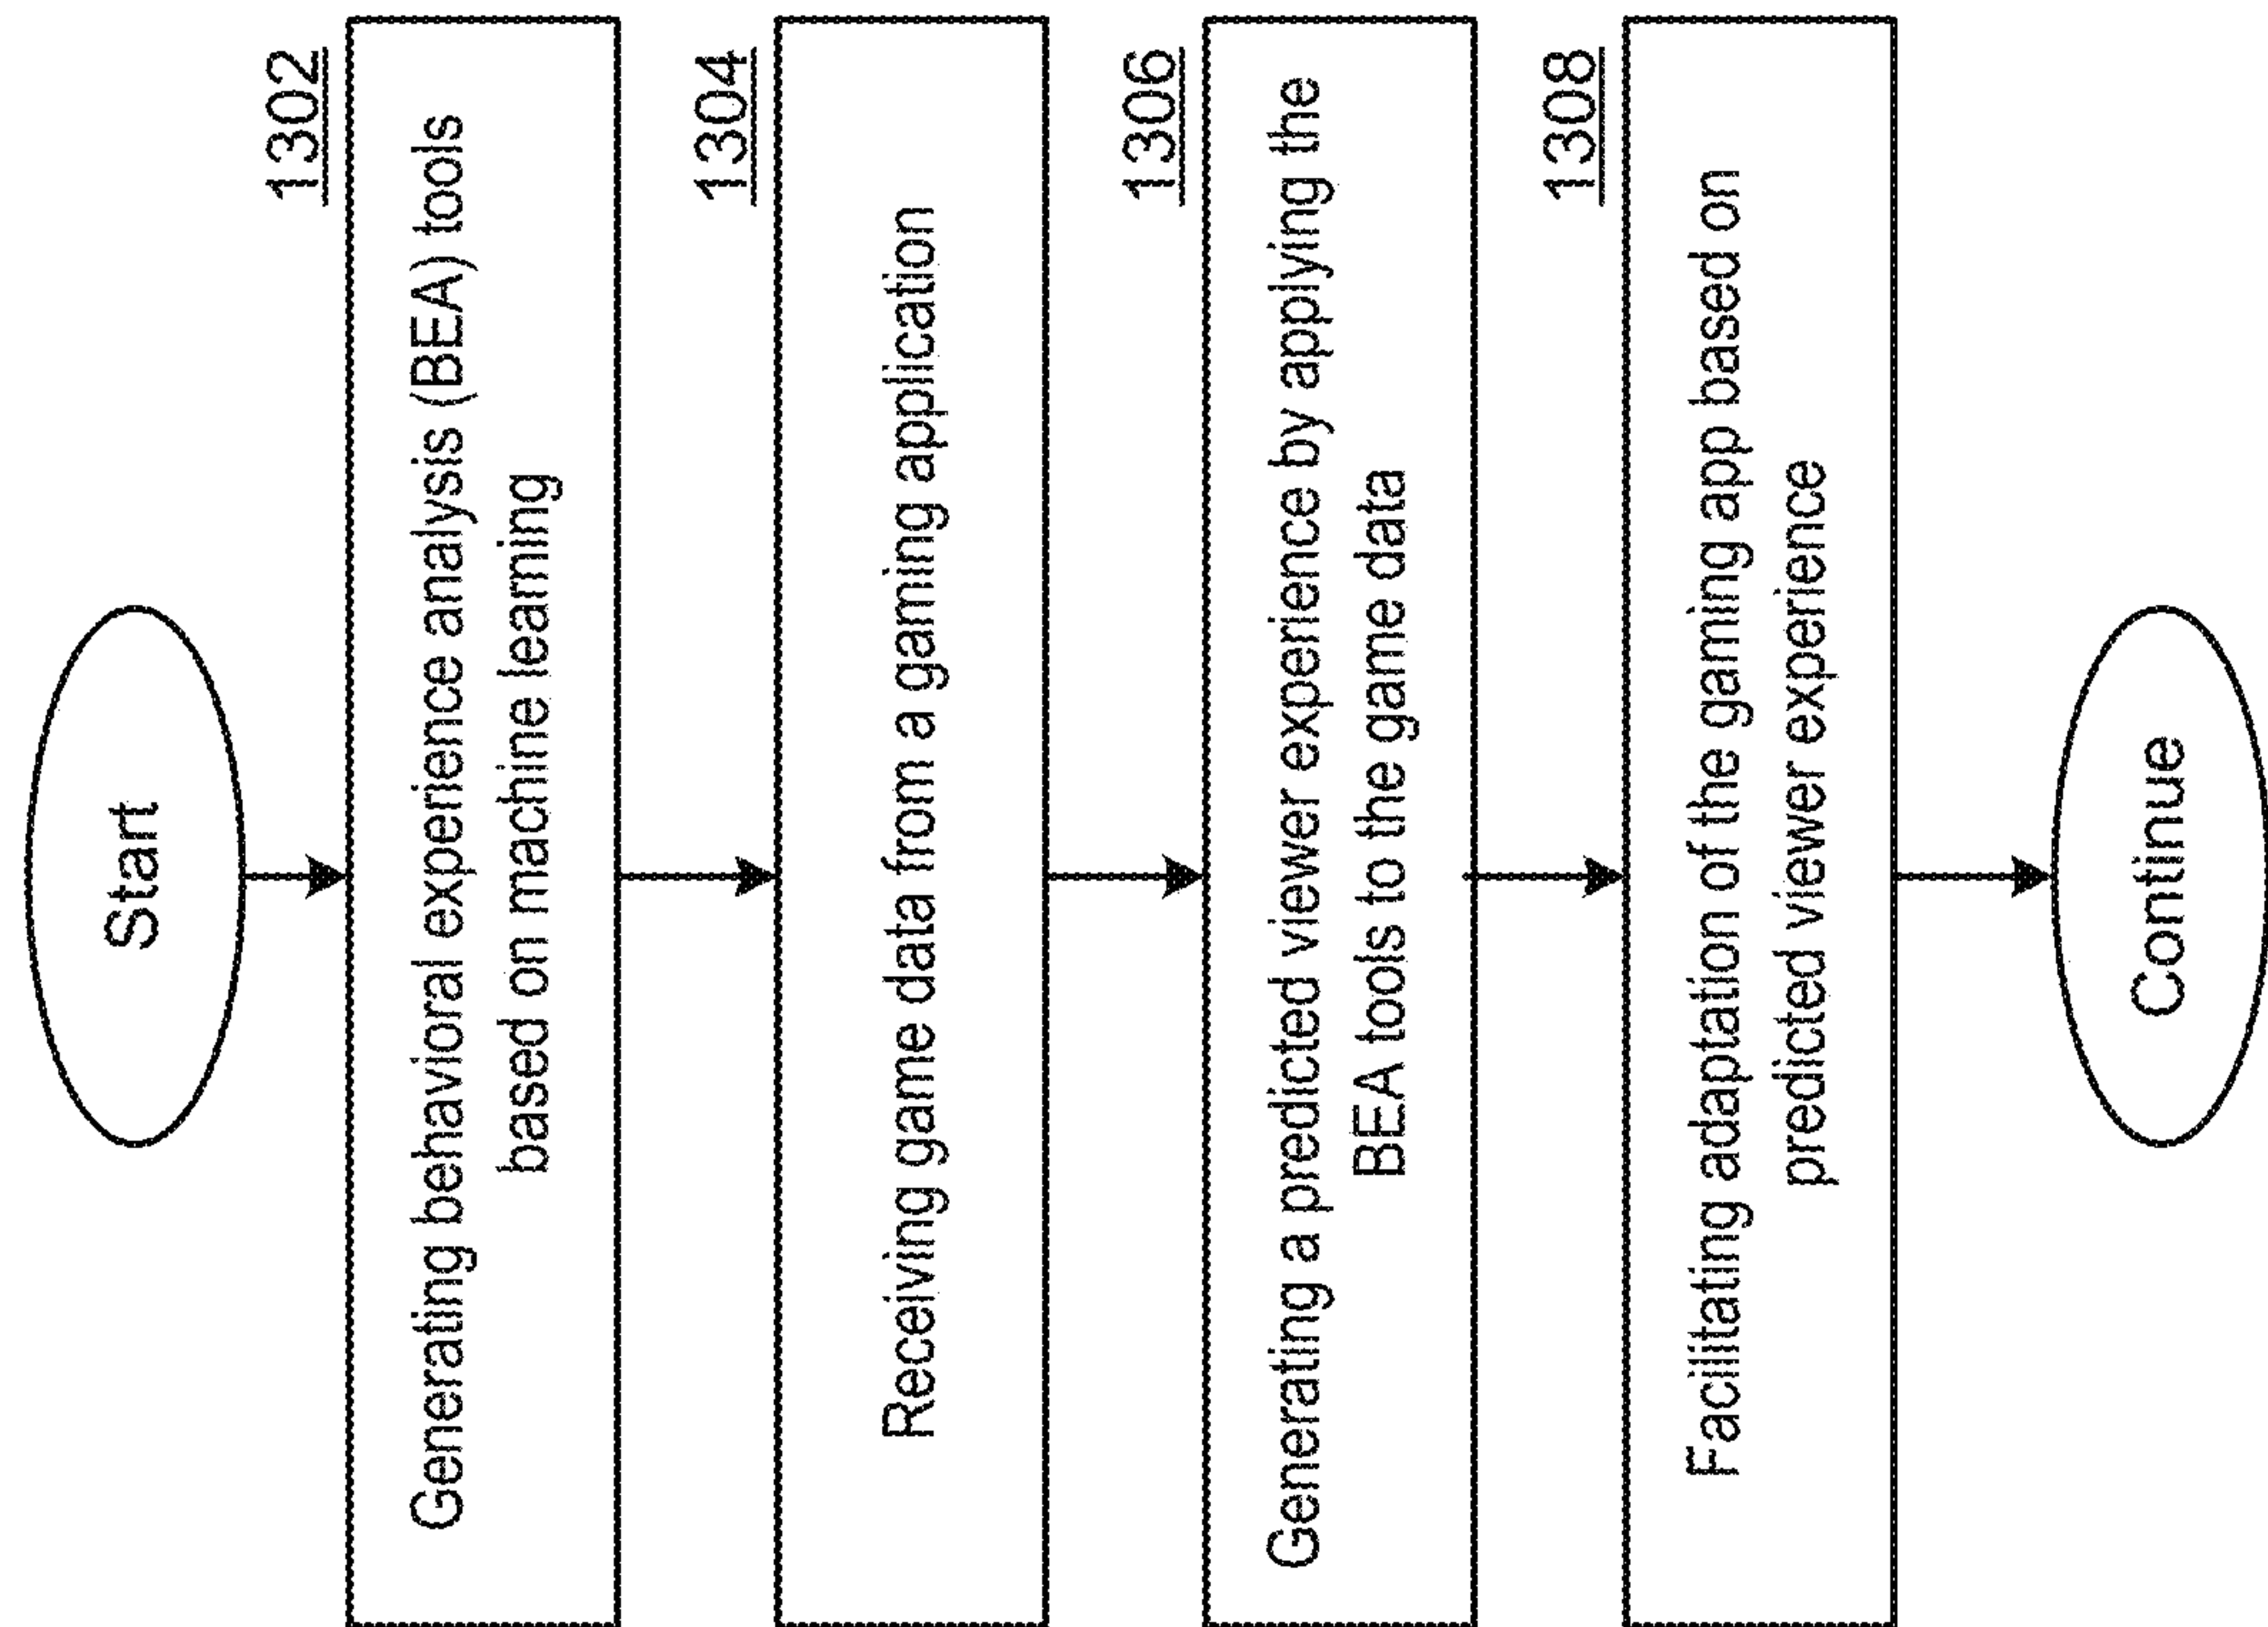 Start
1302
Generating behavioral experience analysis (BEA) tools
based on machine learning
1304
Receiving game data from a gaming application
1306
Generating a predicted viewer experience by applying the
BEA tools to the game data
1308
Facilitating adaptation of the gaming app based on
predicted viewer experience
Continue